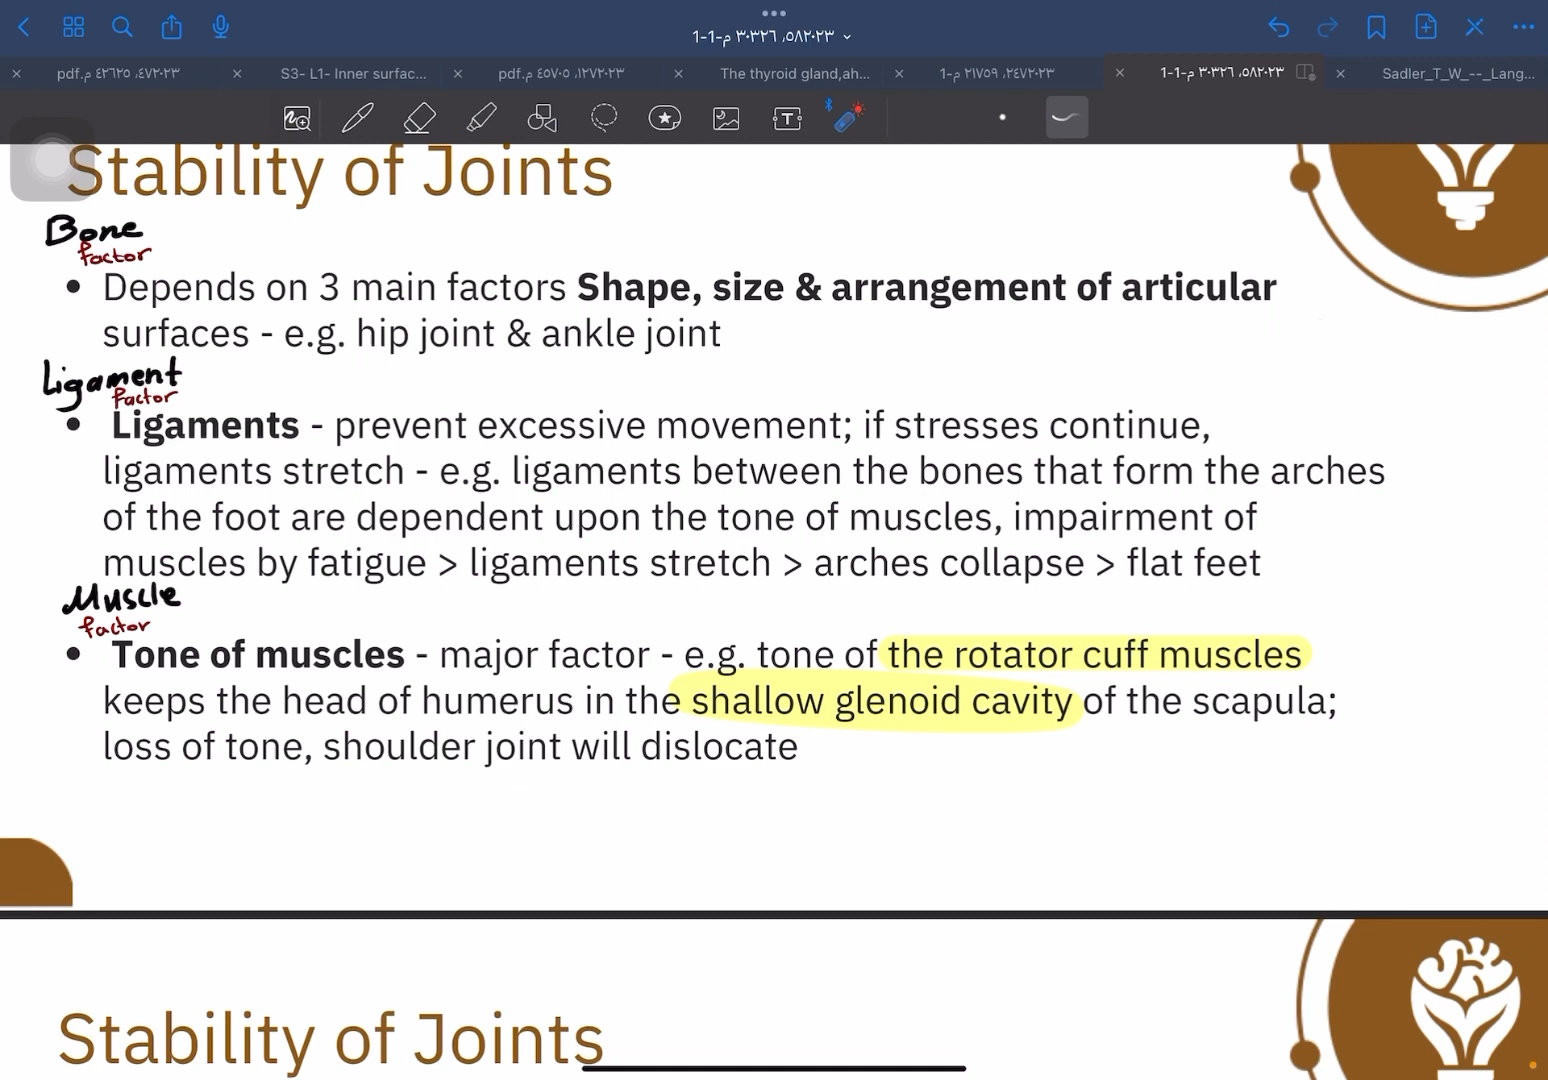 1-1-م ٣٠٣٢٦ ،٥٨٢٠٢٣
pdf.م ٤٢٦٢٥ ،٤٧٢٠٢٣
S3- L1- Inner surfac...
pdf.م ٤٥٧٠٥ ،١٢٧٢٠٢٣
The thyroid gland,ah...
1-م ٢١٧٥٩ ،٢٤٧٢٠٢٣
1-1-م ٣٠٣٢٦ ،٥٨٢٠٢٣
Sadler_T_W_--_Lang...
Stability of Joints
Bone
factor
• Depends on 3 main factors Shape, size & arrangement of articular
surfaces - e.g. hip joint & ankle joint
Ligament
factor
• Ligaments - prevent excessive movement; if stresses continue,
ligaments stretch - e.g. ligaments between the bones that form the arches
of the foot are dependent upon the tone of muscles, impairment of
muscles by fatigue > ligaments stretch > arches collapse > flat feet
Muscle
factor
• Tone of muscles - major factor - e.g. tone of the rotator cuff muscles
keeps the head of humerus in the shallow glenoid cavity of the scapula;
loss of tone, shoulder joint will dislocate
Stability of Joints